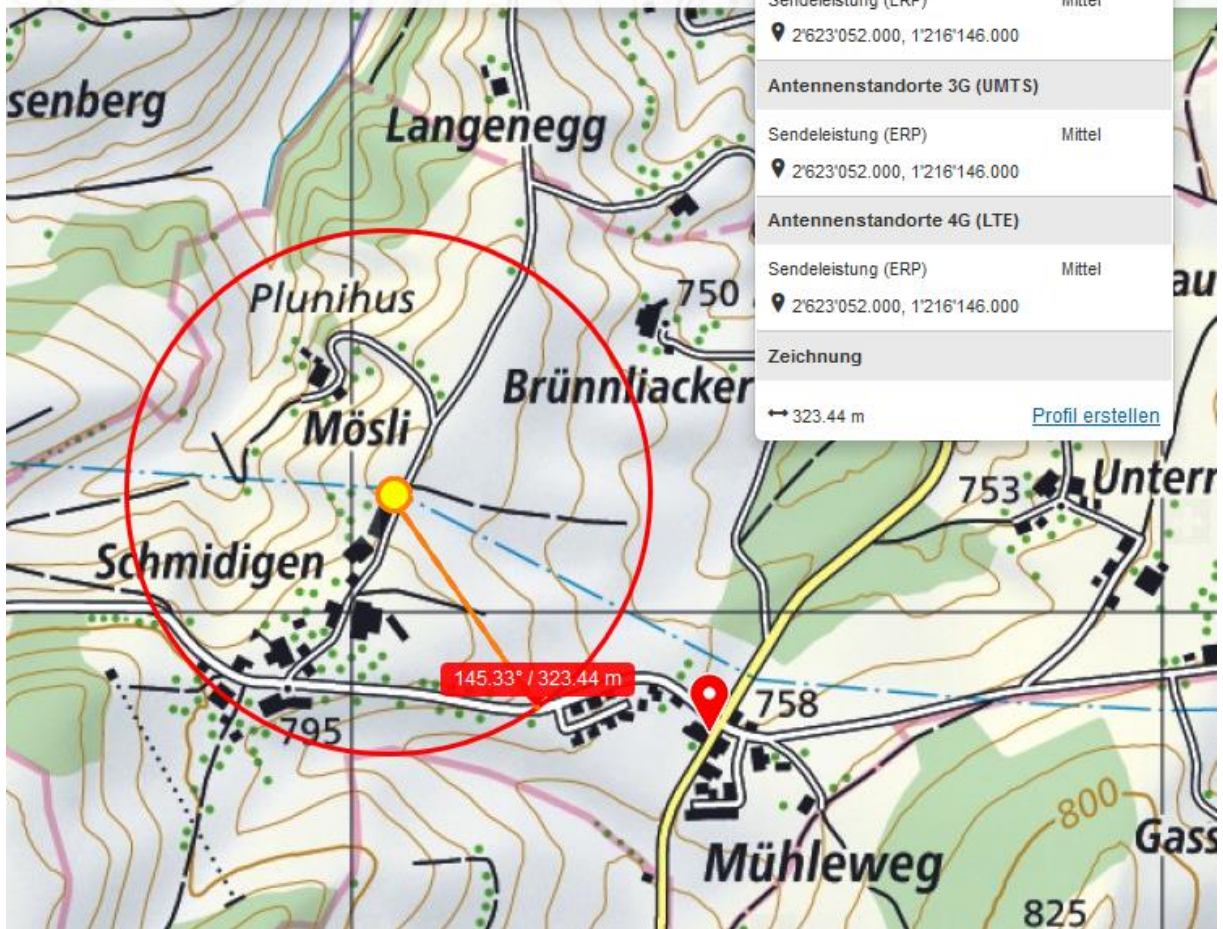 Sendeleistung (ERP) Mittel
2'623'052.000, 1'216'146.000
Antennenstandorte 3G (UMTS)
Sendeleistung (ERP) Mittel
2'623'052.000, 1'216'146.000
Antennenstandorte 4G (LTE)
Sendeleistung (ERP) Mittel
2'623'052.000, 1'216'146.000
Zeichnung
323.44 m Profil erstellen
senberg
Langenegg
Plunihus
750
au
Brünnliacker
Mösli
753
Unterr
Schmidigen
145.33° / 323.44 m
758
795
800
Gass
Mühleweg
825